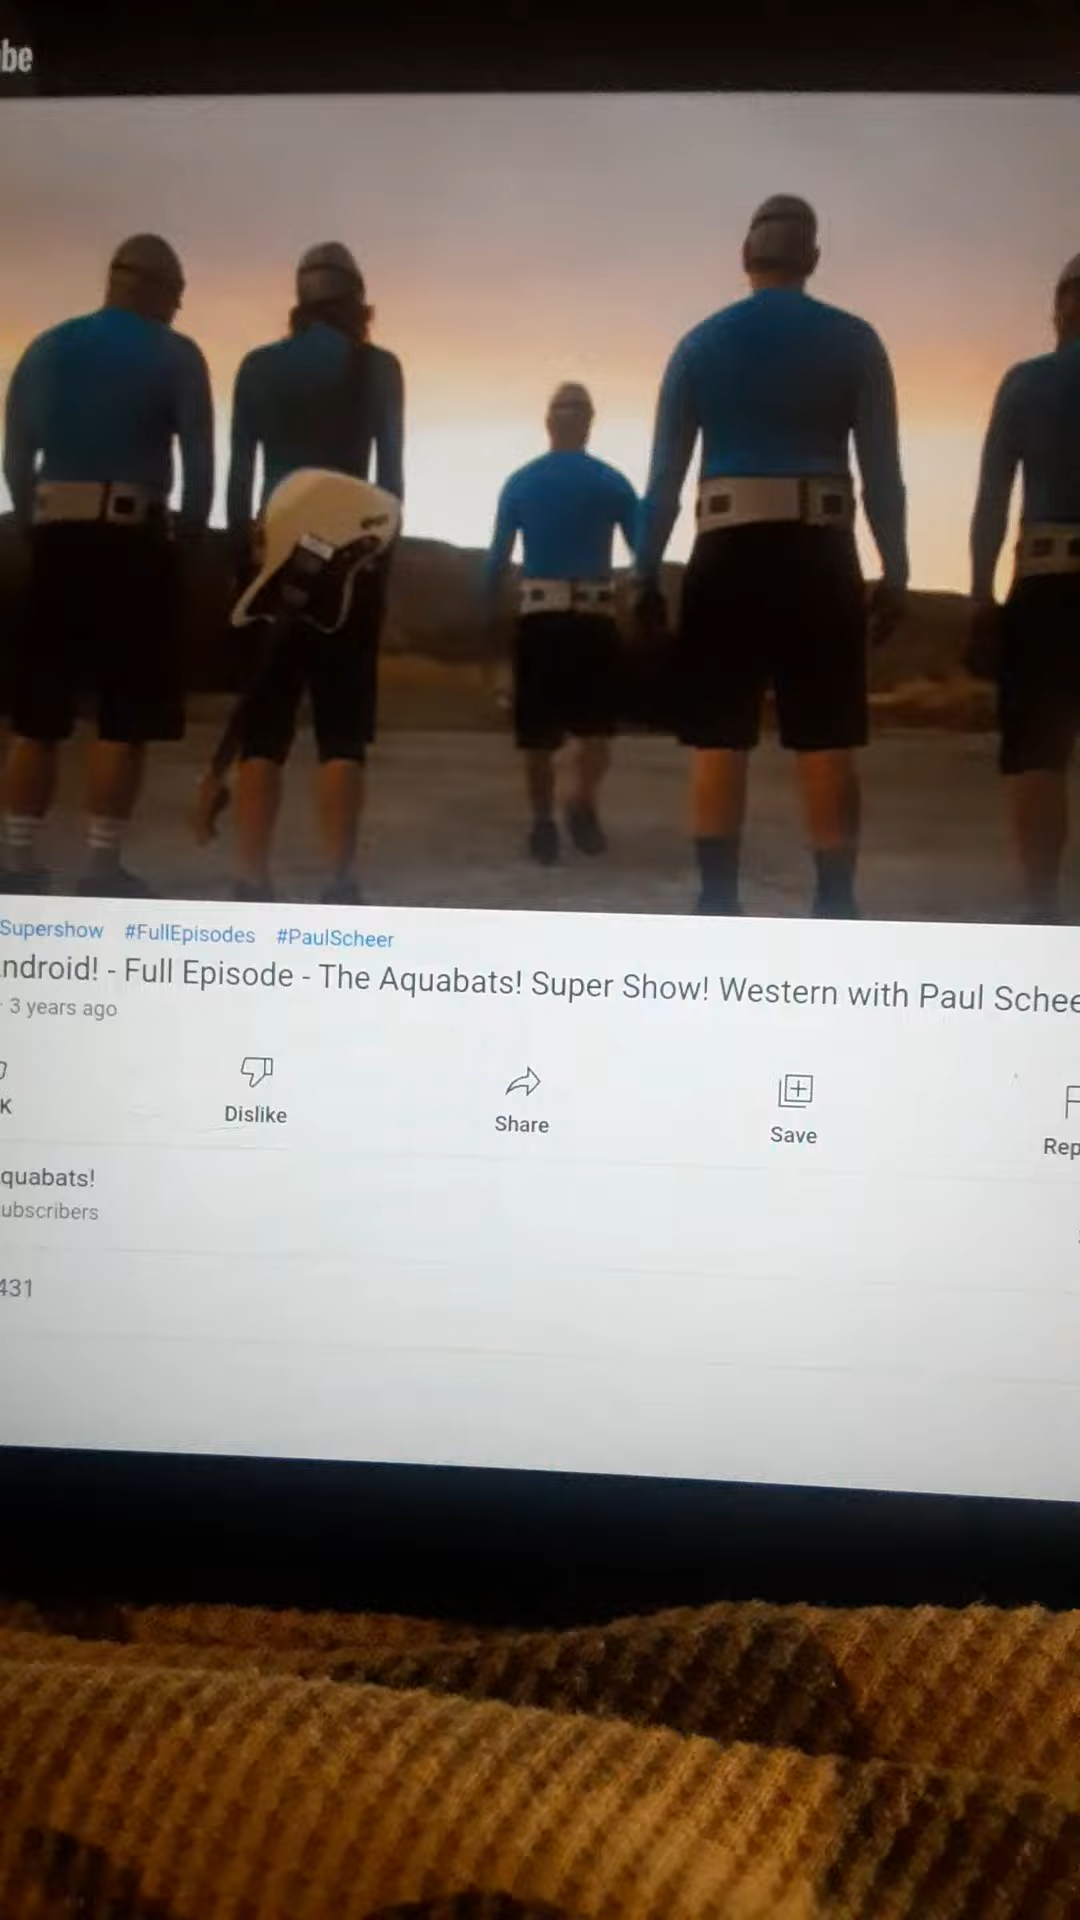 be
Supershow #FullEpisodes #PaulScheer
ndroid! - Full Episode - The Aquabats! Super Show! Western with Paul Schee
3 years ago
K
Dislike
Share
Save
Rep
quabats!
ubscribers
431